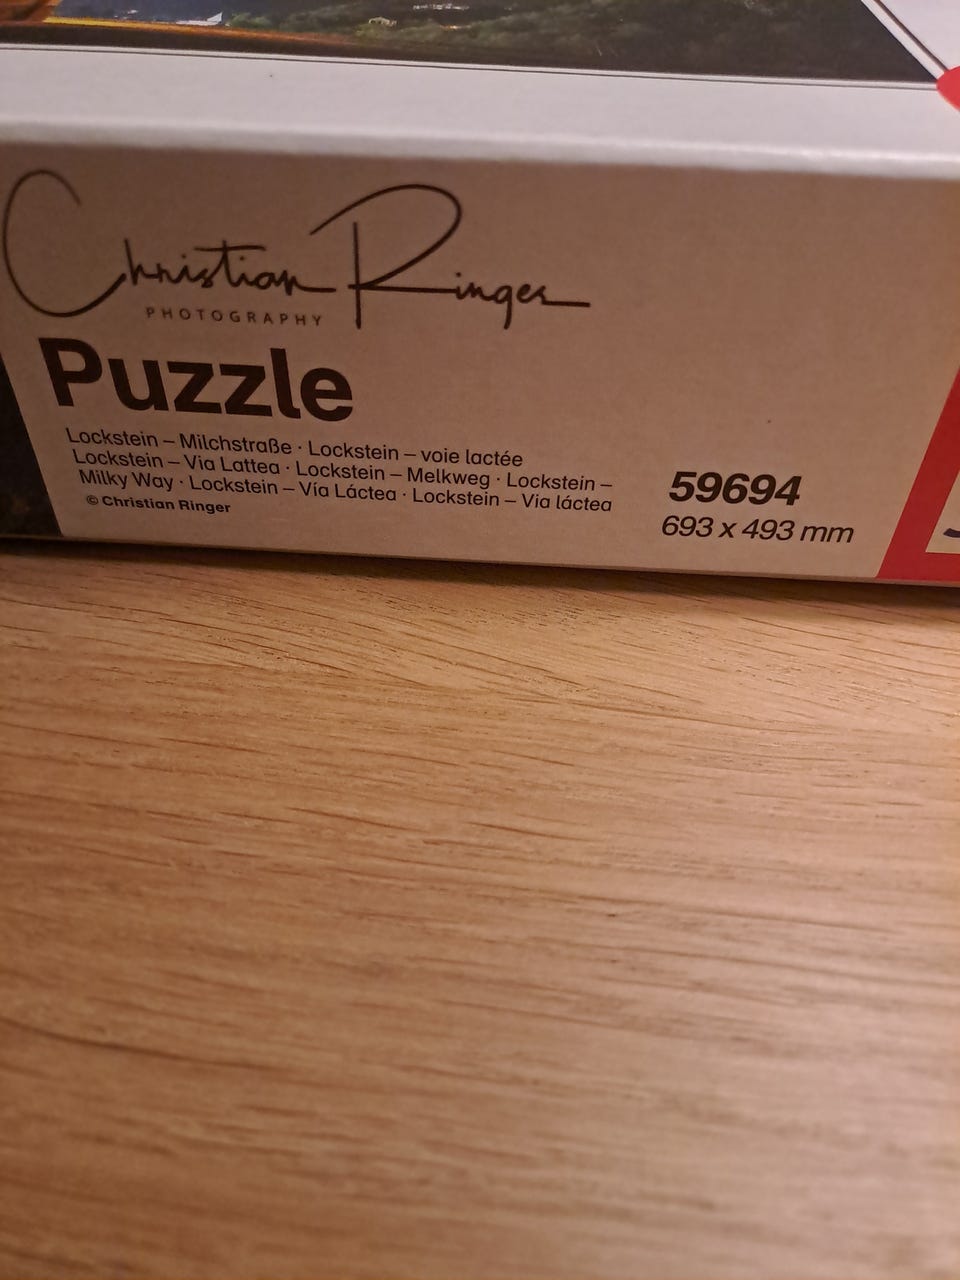 Christian Ringer
PHOTOGRAPHY
Puzzle
Lockstein – Milchstraße · Lockstein – voie lactée
Lockstein – Via Lattea · Lockstein – Melkweg · Lockstein –
Milky Way · Lockstein – Vía Láctea · Lockstein – Via láctea
© Christian Ringer
59694
693 x 493 mm